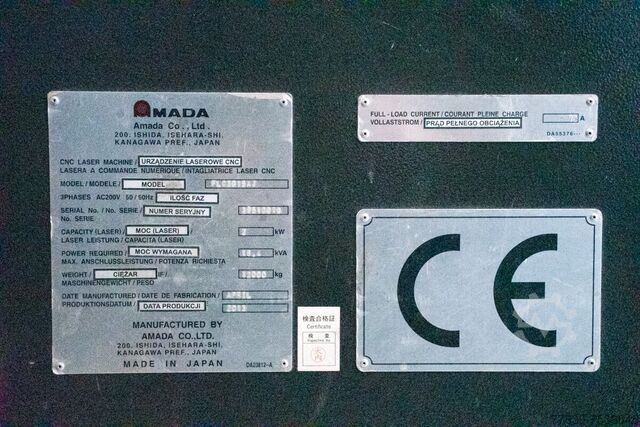 AMADA
Amada Co., Ltd.
200. ISHIDA, ISEHARA-SHI.
KANAGAWA PREF., JAPAN
CNC LASER MACHINE / URZĄDZENIE LASEROWE CNC
LASERA A COMMANDE NUMERIQUE / INTAGLIATRICE LASER CNC
MODEL / MODELE / MODEL
3PHASES AC200V 50/60Hz ILOŚĆ FAZ
SERIAL No. / No. SERIE / NUMER SERYJNY
No. SERIE
CAPACITY (LASER) / MOC (LASER) kW
LASER LEISTUNG / CAPACITA (LASER)
POWER REQUIRED / MOC WYMAGANA kVA
MAX. ANSCHLUSSLEISTUNG / POTENZA RICHIESTA
WEIGHT / CIĘŻAR kg
MASCHINENGEWICHT / PESO
DATE MANUFACTURED / DATE DE FABRICATION /
PRODUKTIONSDATUM / DATA PRODUKCJI
MANUFACTURED BY
AMADA CO.,LTD.
200, ISHIDA, ISEHARA-SHI,
KANAGAWA PREF., JAPAN
MADE IN JAPAN
FULL-LOAD CURRENT / COURANT PLEINE CHARGE A
VOLLASTSTROM / PRĄD PEŁNEGO OBCIĄŻENIA
CE
検査合格証
Certificate
検 査